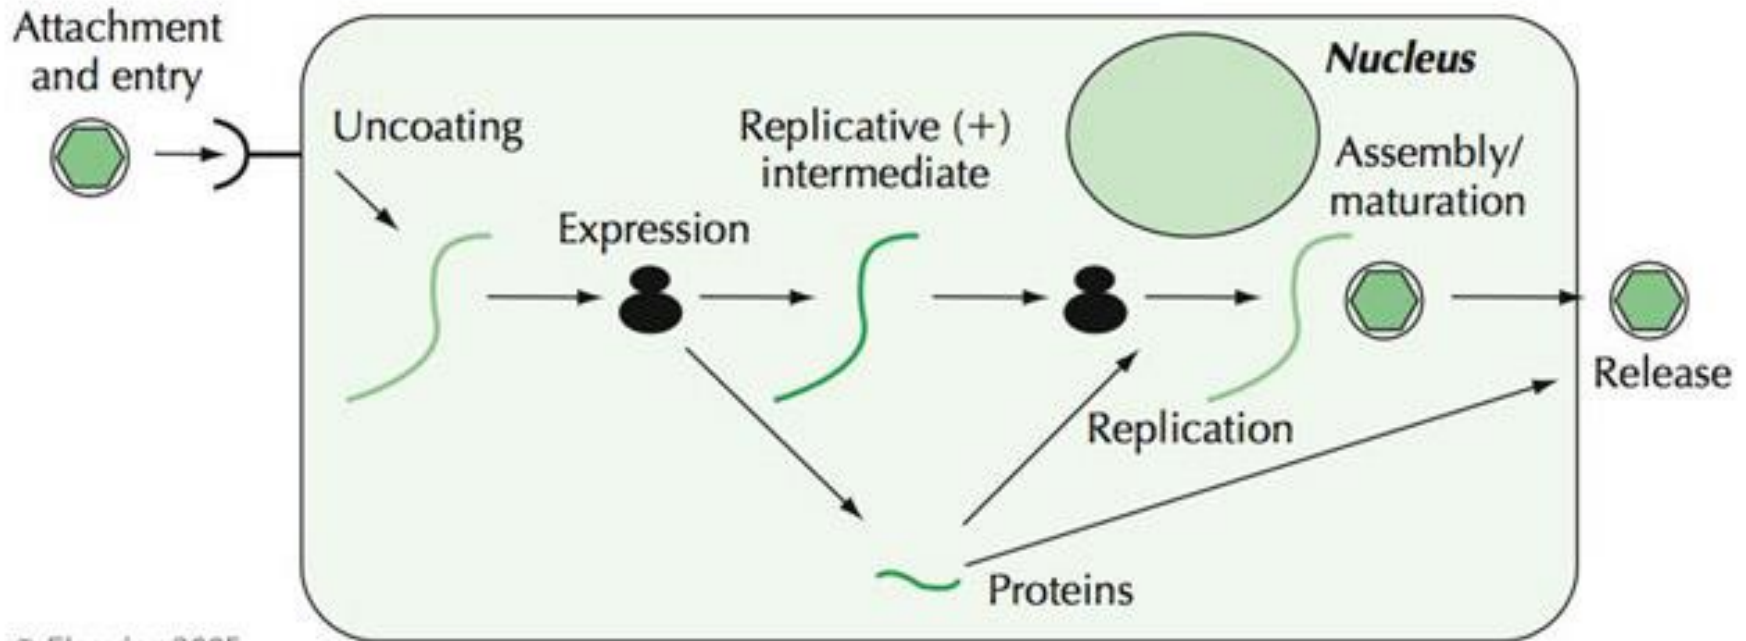 Attachment
and entry
Uncoating
Expression
Replicative (+)
intermediate
Nucleus
Assembly/
maturation
Release
Replication
Proteins